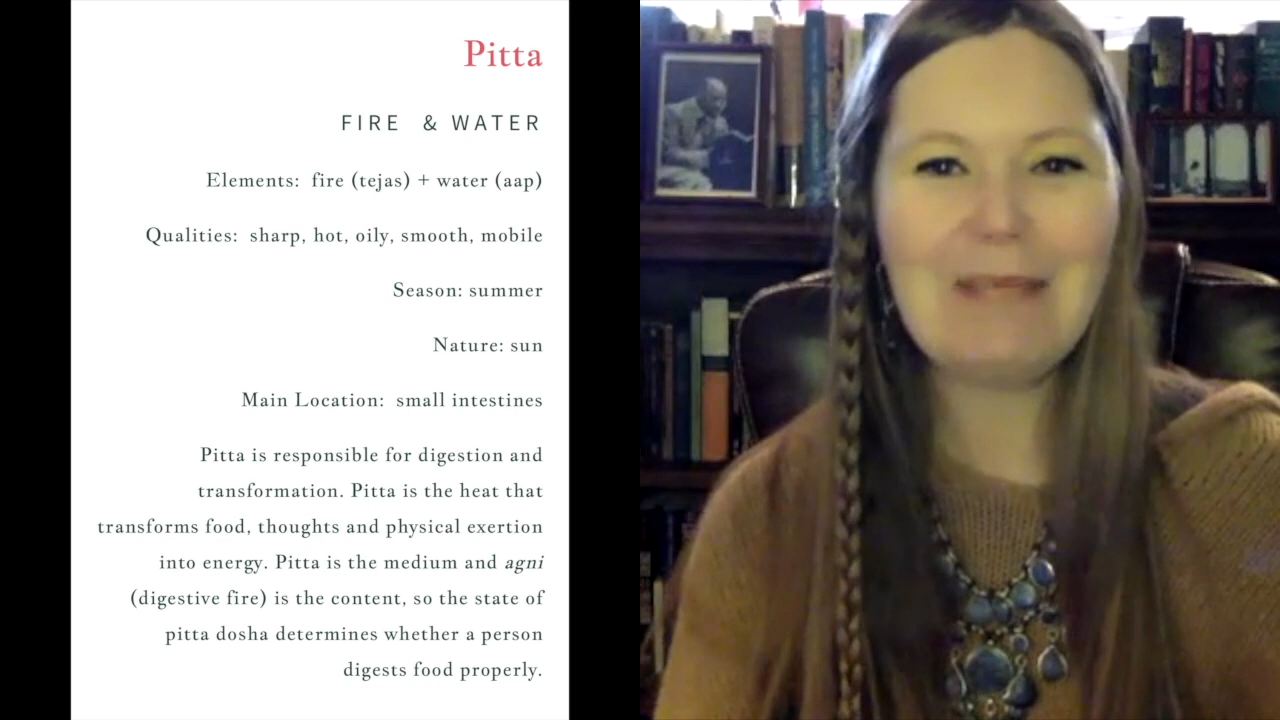 Pitta
FIRE & WATER
Elements: fire (tejas) + water (aap)
Qualities: sharp, hot, oily, smooth, mobile
Season: summer
Nature: sun
Main Location: small intestines
Pitta is responsible for digestion and
transformation. Pitta is the heat that
transforms food, thoughts and physical exertion
into energy. Pitta is the medium and agni
(digestive fire) is the content, so the state of
pitta dosha determines whether a person
digests food properly.